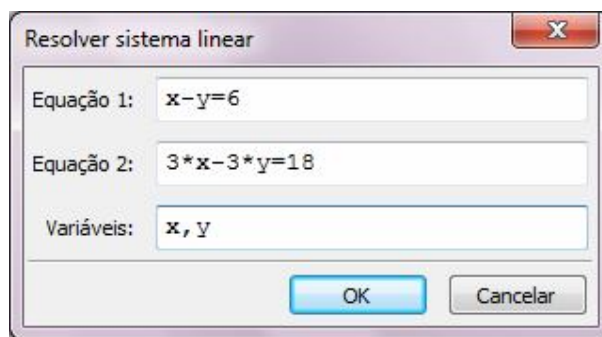 Resolver sistema linear
Equação 1: x-y=6
Equação 2: 3*x-3*y=18
Variáveis: x,y
OK Cancelar